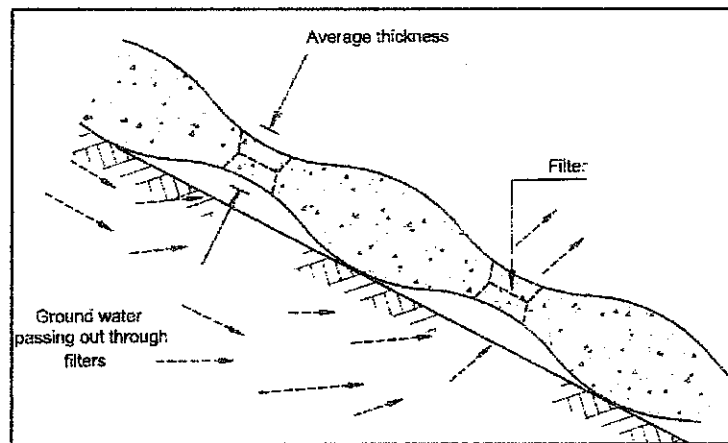 Average thickness
Filter
Ground water
passing out through
filters